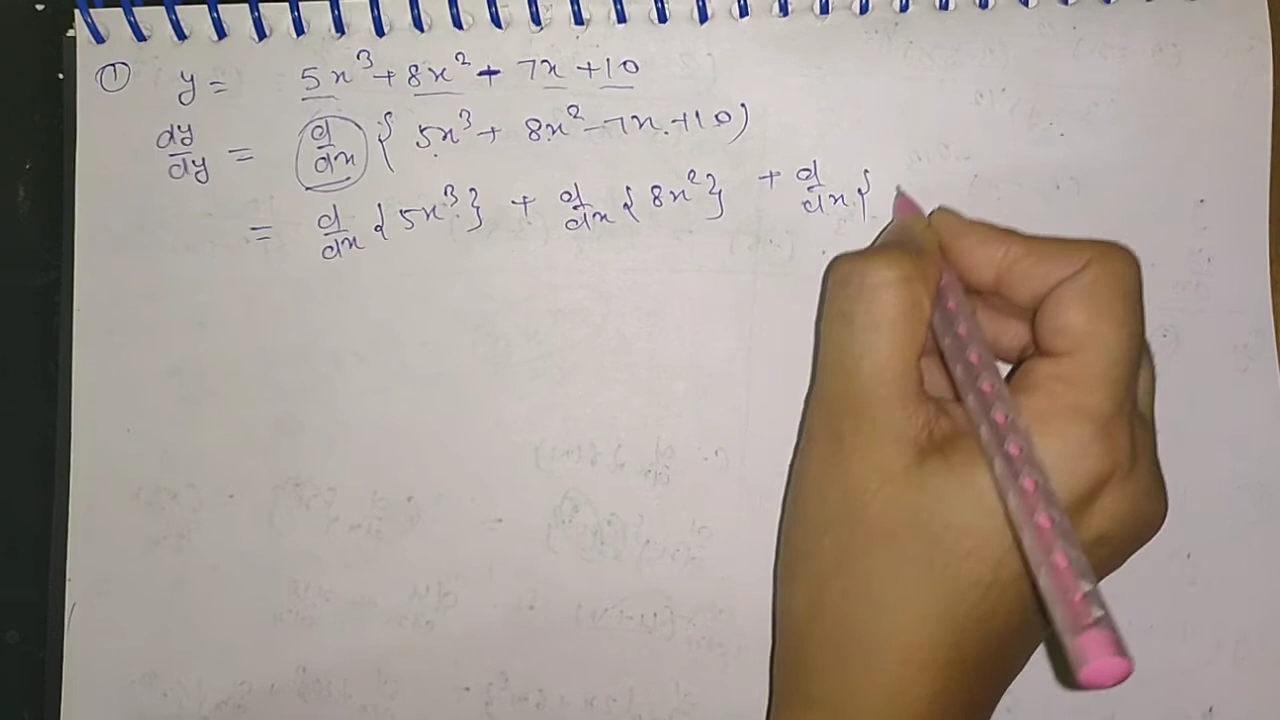 ① y = 5x³ + 8x² - 7x + 10
dy/dy = d/dx { 5x³ + 8x² - 7x + 10 )
= d/dx { 5x³ } + d/dx { 8x² } + d/dx {